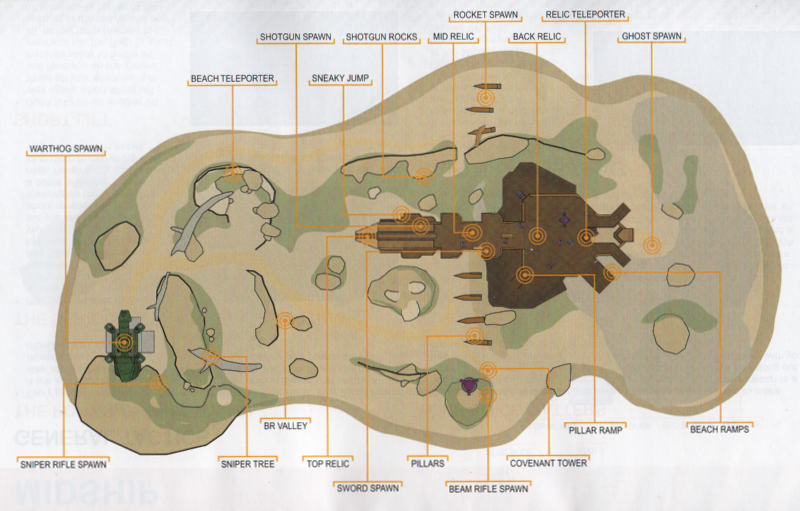 ROCKET SPAWN
RELIC TELEPORTER
SHOTGUN SPAWN
SHOTGUN ROCKS
MID RELIC
BACK RELIC
GHOST SPAWN
BEACH TELEPORTER
SNEAKY JUMP
WARTHOG SPAWN
BR VALLEY
PILLAR RAMP
BEACH RAMPS
SNIPER RIFLE SPAWN
SNIPER TREE
TOP RELIC
PILLARS
COVENANT TOWER
SWORD SPAWN
BEAM RIFLE SPAWN
MIDSHIP